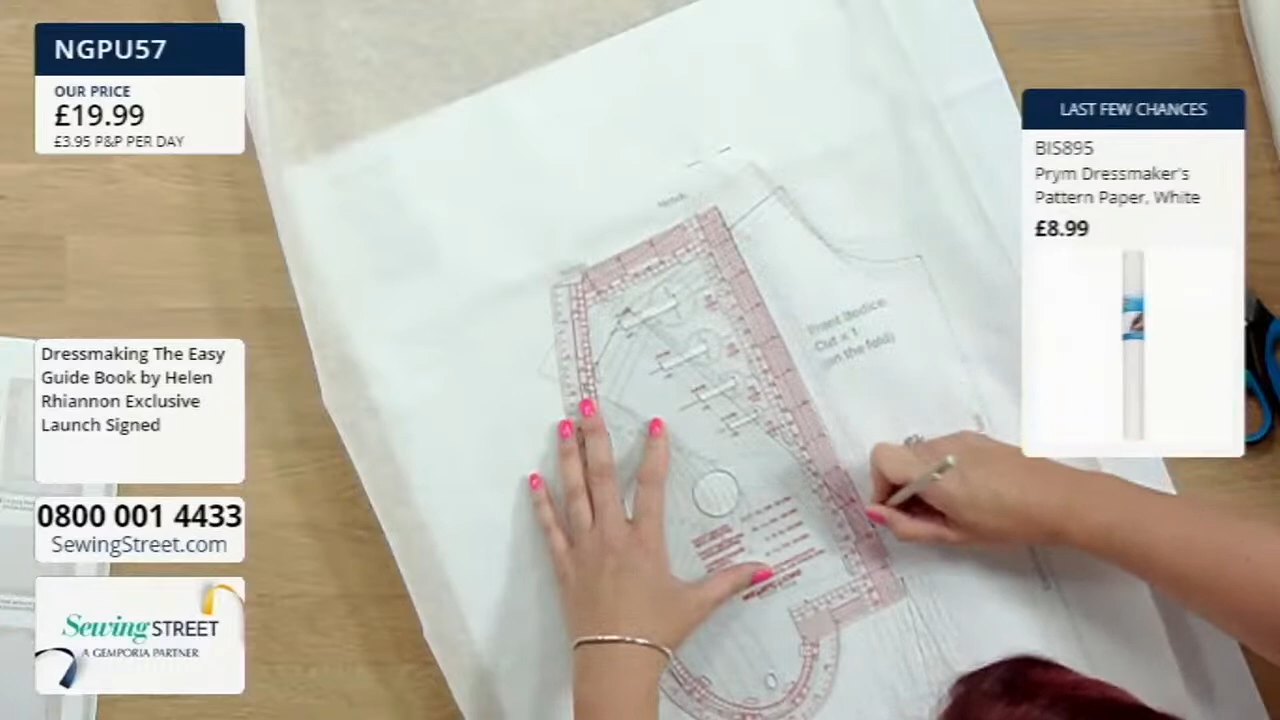 NGPU57
OUR PRICE
£19.99
£3.95 P&P PER DAY
Dressmaking The Easy
Guide Book by Helen
Rhiannon Exclusive
Launch Signed
0800 001 4433
SewingStreet.com
Sewing STREET
A GEMPORIA PARTNER
Front Bodice
Cut x 1
on the fold)
LAST FEW CHANCES
BIS895
Prym Dressmaker's
Pattern Paper, White
£8.99